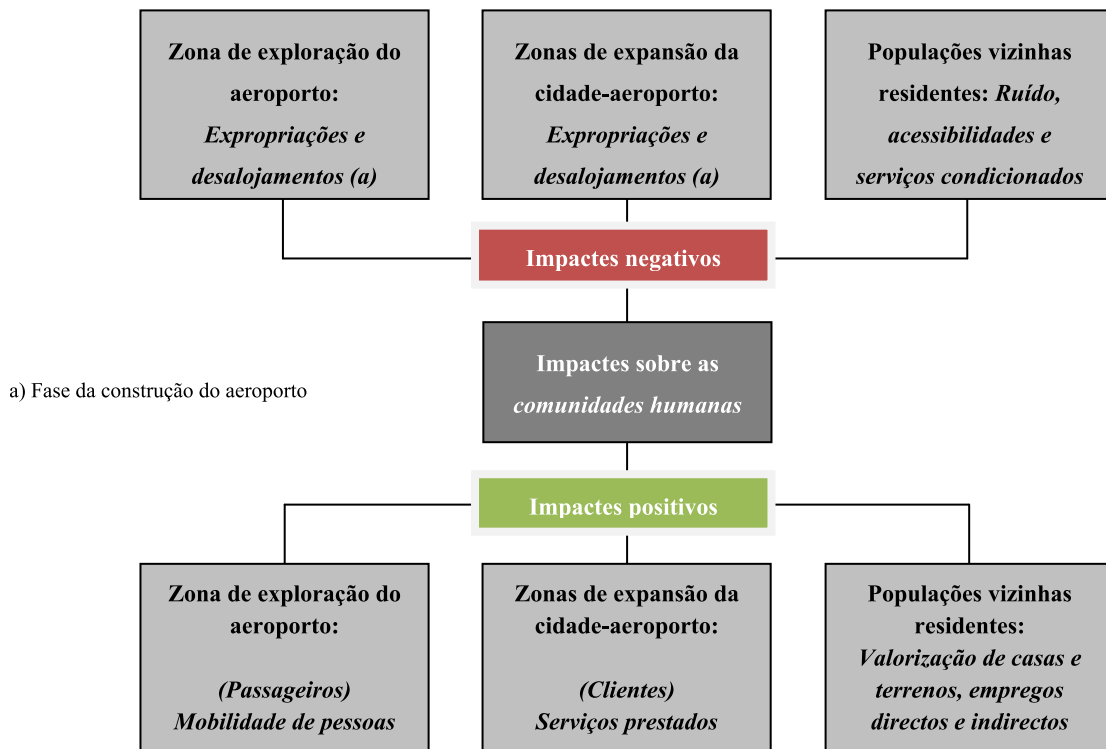 Zona de exploração do
aeroporto:
Expropriações e
desalojamentos (a)
Zonas de expansão da
cidade-aeroporto:
Expropriações e
desalojamentos (a)
Populações vizinhas
residentes: Ruído,
acessibilidades e
serviços condicionados
Impactes negativos
Impactes sobre as
comunidades humanas
a) Fase da construção do aeroporto
Impactes positivos
Zona de exploração do
aeroporto:
(Passageiros)
Mobilidade de pessoas
Zonas de expansão da
cidade-aeroporto:
(Clientes)
Serviços prestados
Populações vizinhas
residentes:
Valorização de casas e
terrenos, empregos
directos e indirectos